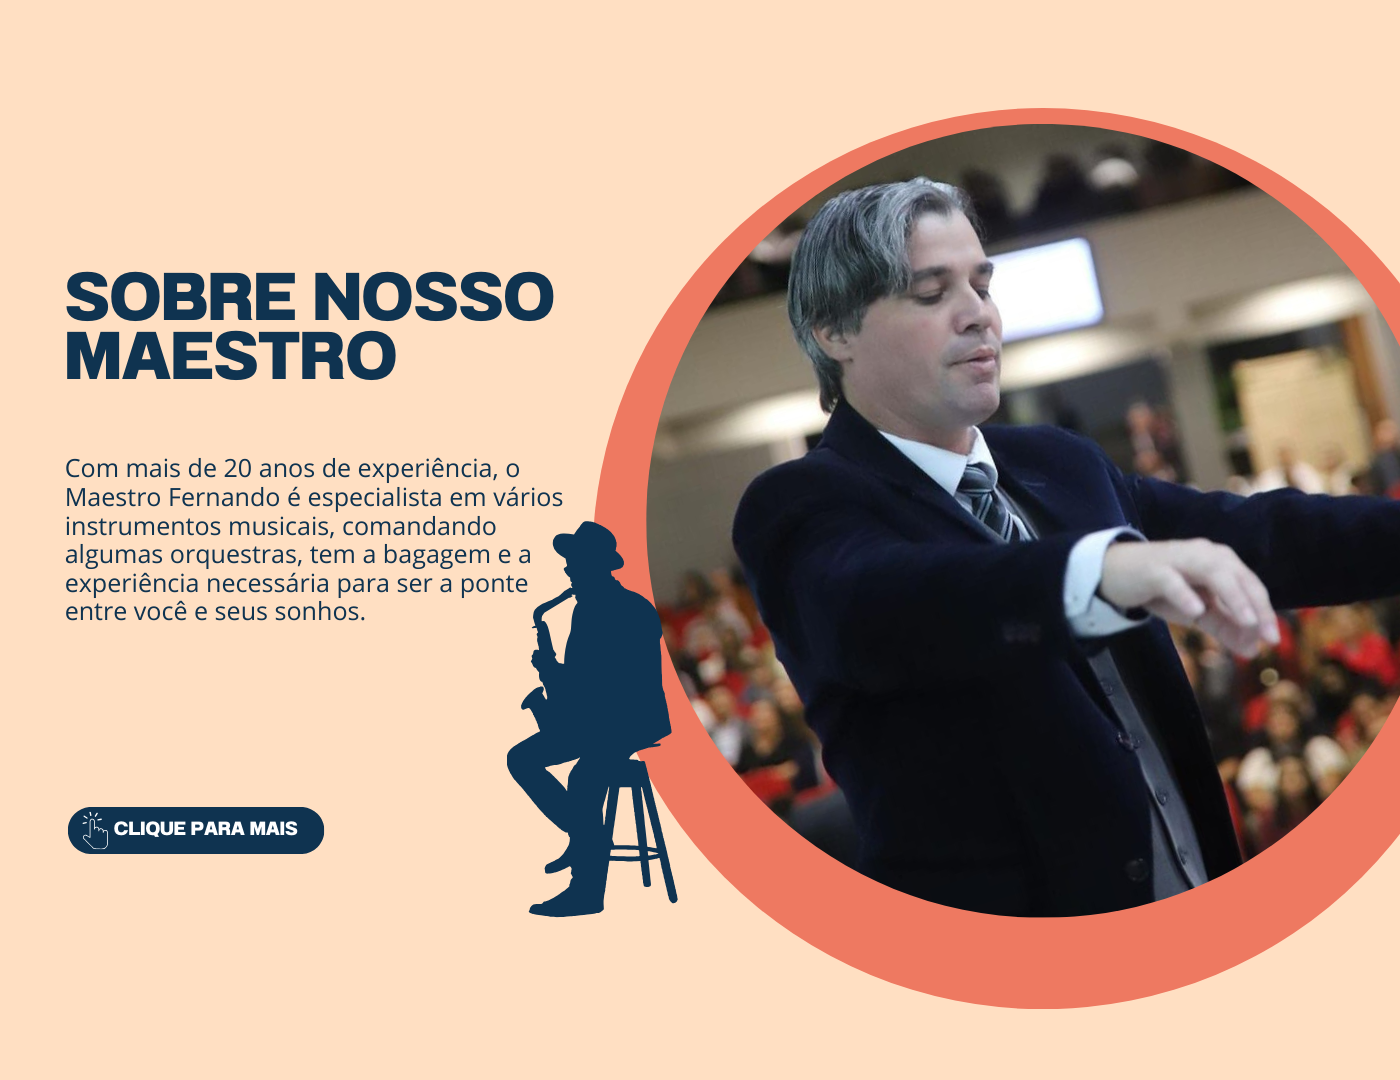 SOBRE NOSSO
MAESTRO
Com mais de 20 anos de experiência, o
Maestro Fernando é especialista em vários
instrumentos musicais, comandando
algumas orquestras, tem a bagagem e a
experiência necessária para ser a ponte
entre você e seus sonhos.
CLIQUE PARA MAIS